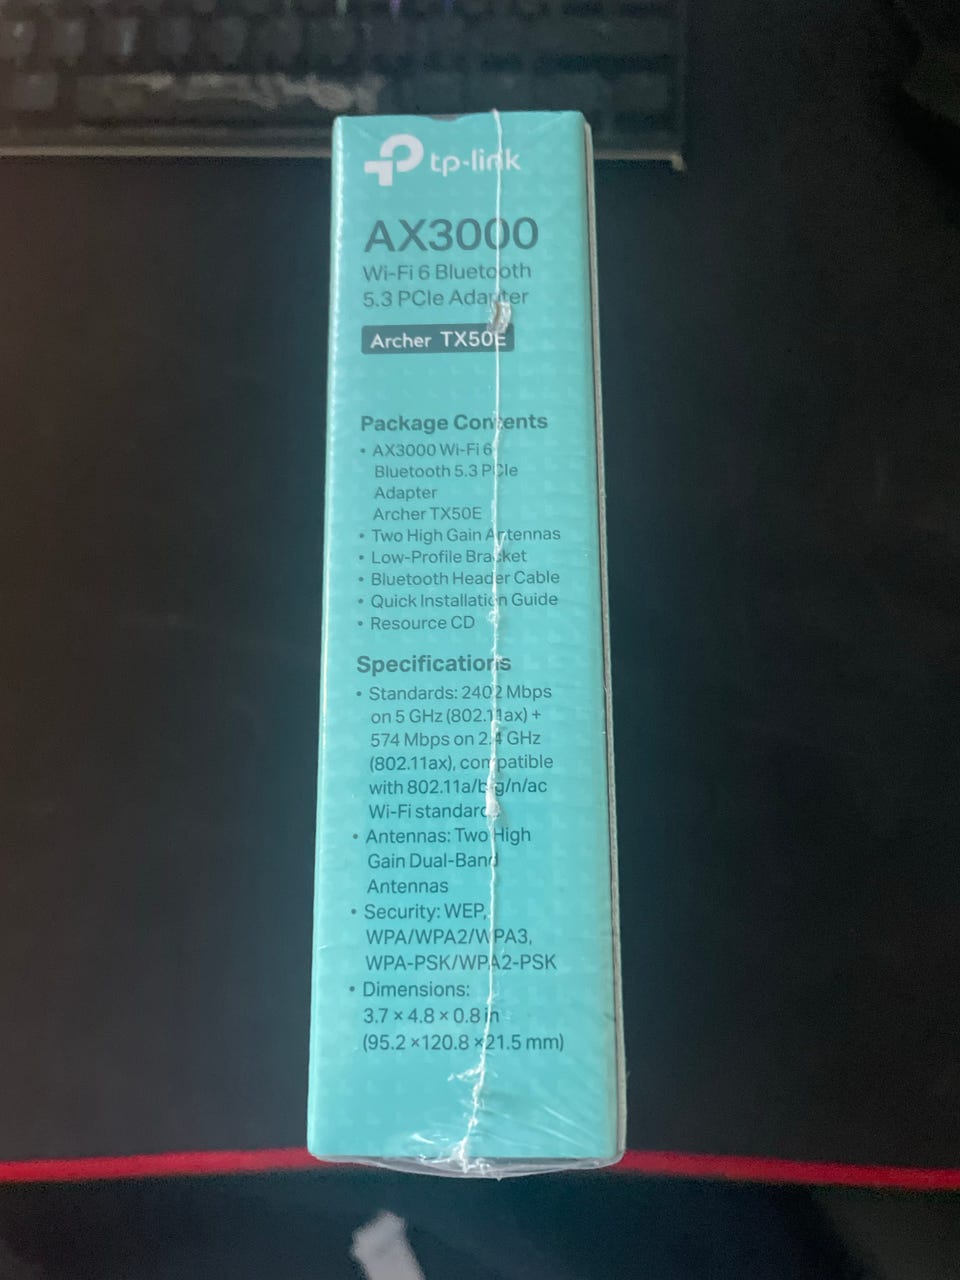 tp-link
AX3000
Wi-Fi 6 Bluetooth
5.3 PCIe Adapter
Archer TX50E
Package Contents
• AX3000 Wi-Fi 6
Bluetooth 5.3 PCIe
Adapter
Archer TX50E
• Two High Gain Antennas
• Low-Profile Bracket
• Bluetooth Header Cable
• Quick Installation Guide
• Resource CD
Specifications
• Standards: 2402 Mbps
on 5 GHz (802.11ax) +
574 Mbps on 2.4 GHz
(802.11ax), compatible
with 802.11a/b/g/n/ac
Wi-Fi standards
• Antennas: Two High
Gain Dual-Band
Antennas
• Security: WEP,
WPA/WPA2/WPA3,
WPA-PSK/WPA2-PSK
• Dimensions:
3.7 × 4.8 × 0.8 in
(95.2 ×120.8 ×21.5 mm)